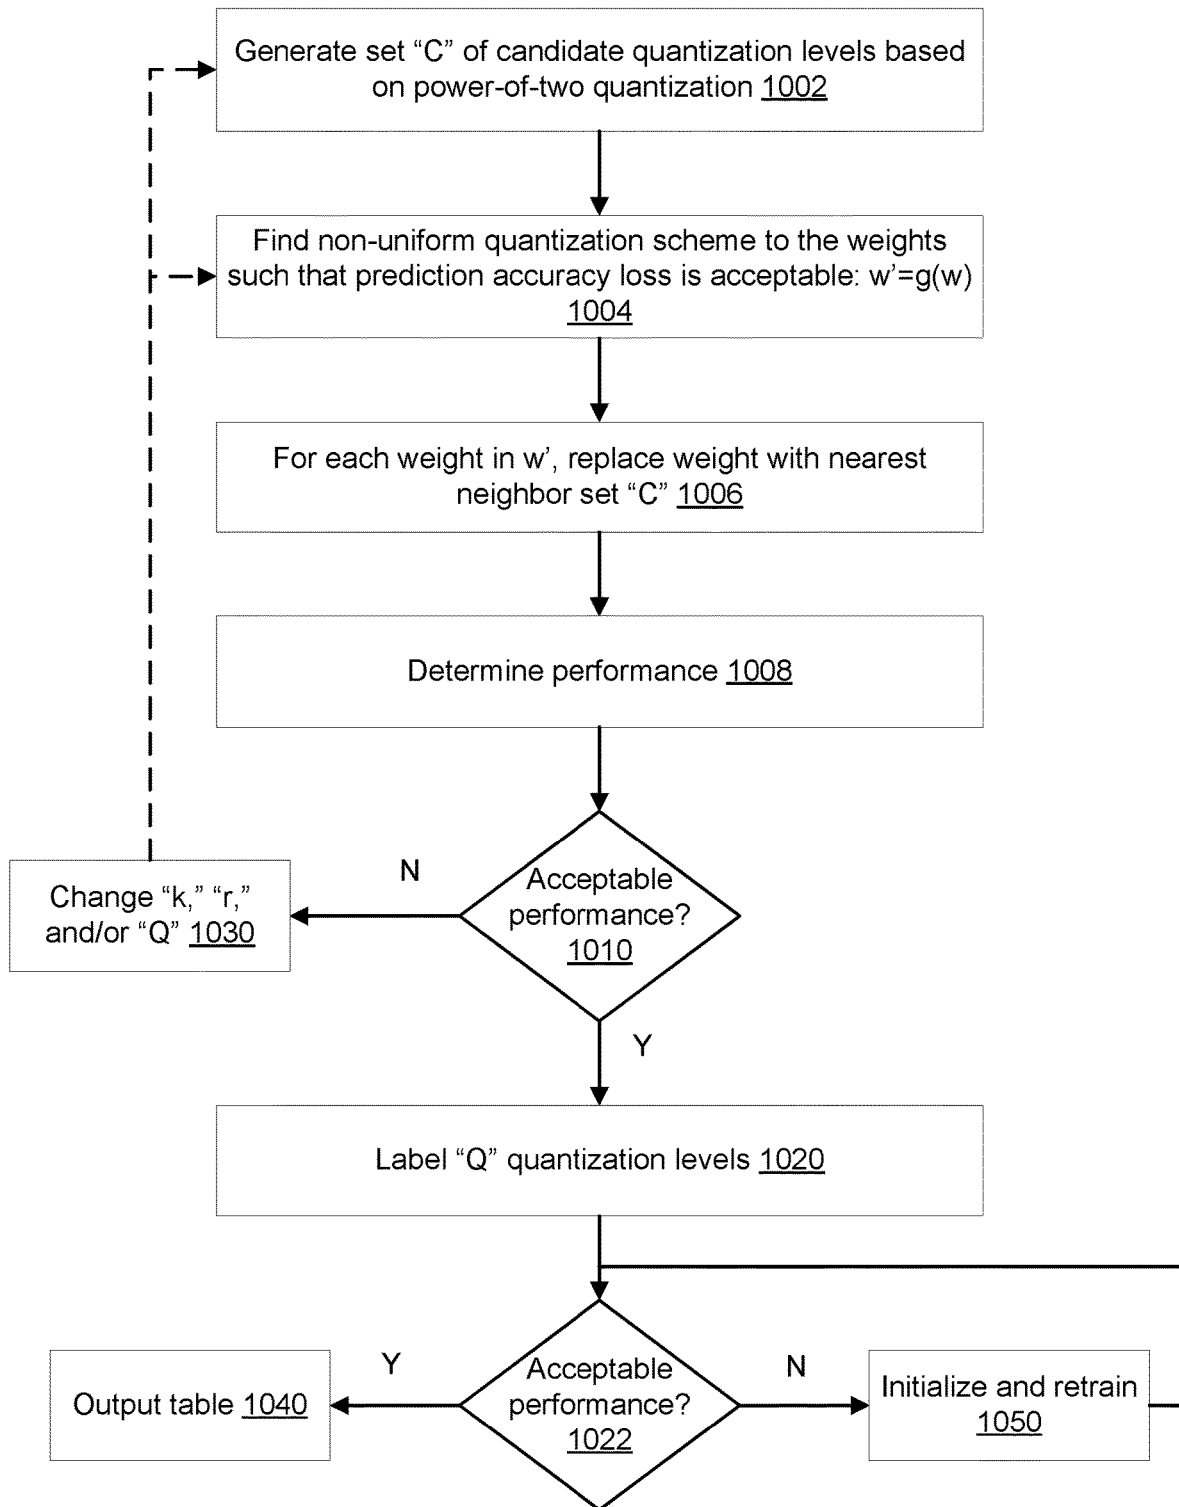 Generate set “C” of candidate quantization levels based
on power-of-two quantization 1002
Find non-uniform quantization scheme to the weights
such that prediction accuracy loss is acceptable: w’=g(w)
1004
For each weight in w’, replace weight with nearest
neighbor set “C” 1006
Determine performance 1008
N
Acceptable
performance?
1010
Change “k,” “r,”
and/or “Q” 1030
Y
Label “Q” quantization levels 1020
Y
Acceptable
performance?
1022
N
Output table 1040
Initialize and retrain
1050